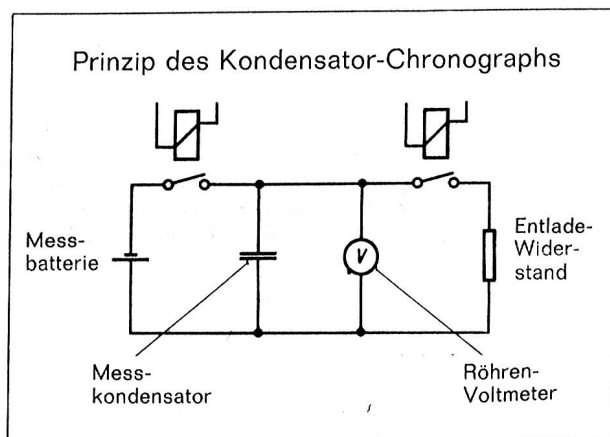 Prinzip des Kondensator-Chronographs
Mess-
batterie
V
Entlade-
Wider-
stand
Mess-
kondensator
Röhren-
Voltmeter